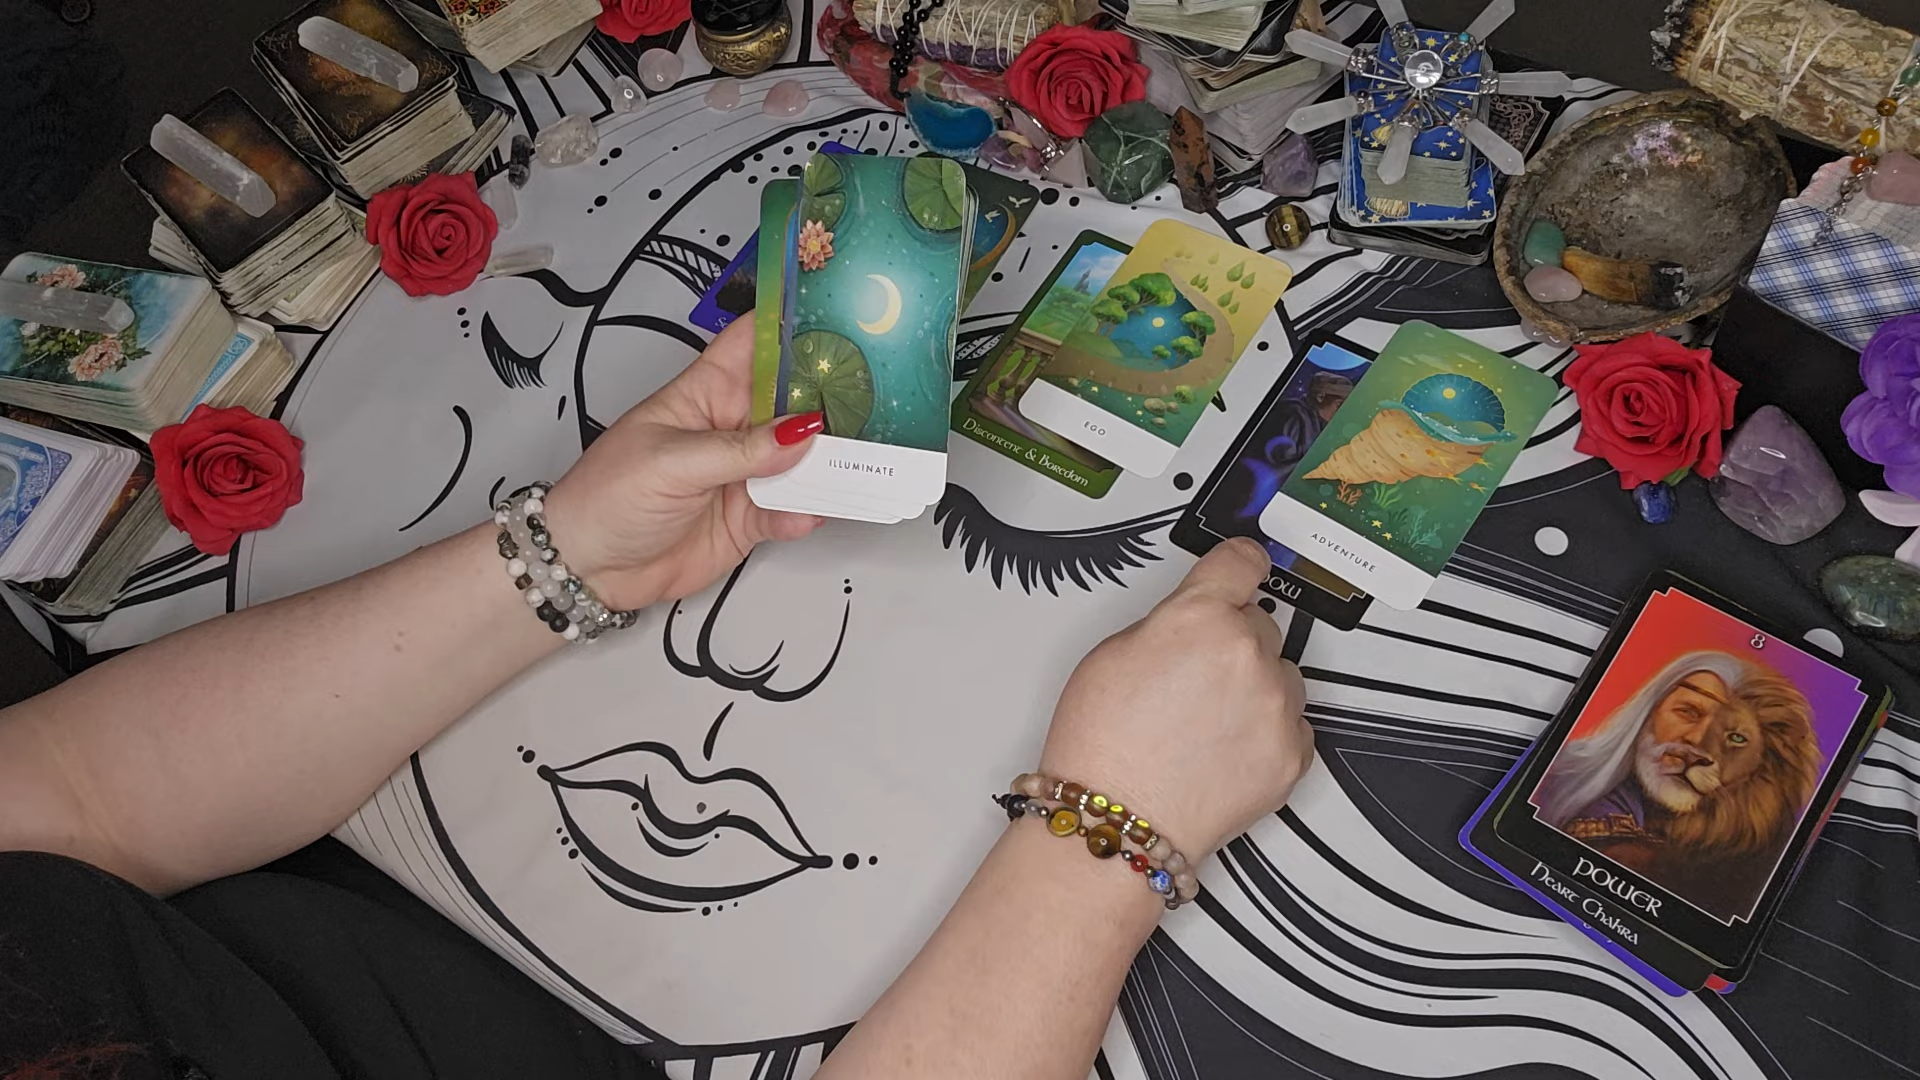 ILLUMINATE
EGO
Discontent & Boredom
ADVENTURE
8
POWER
Heart Chakra